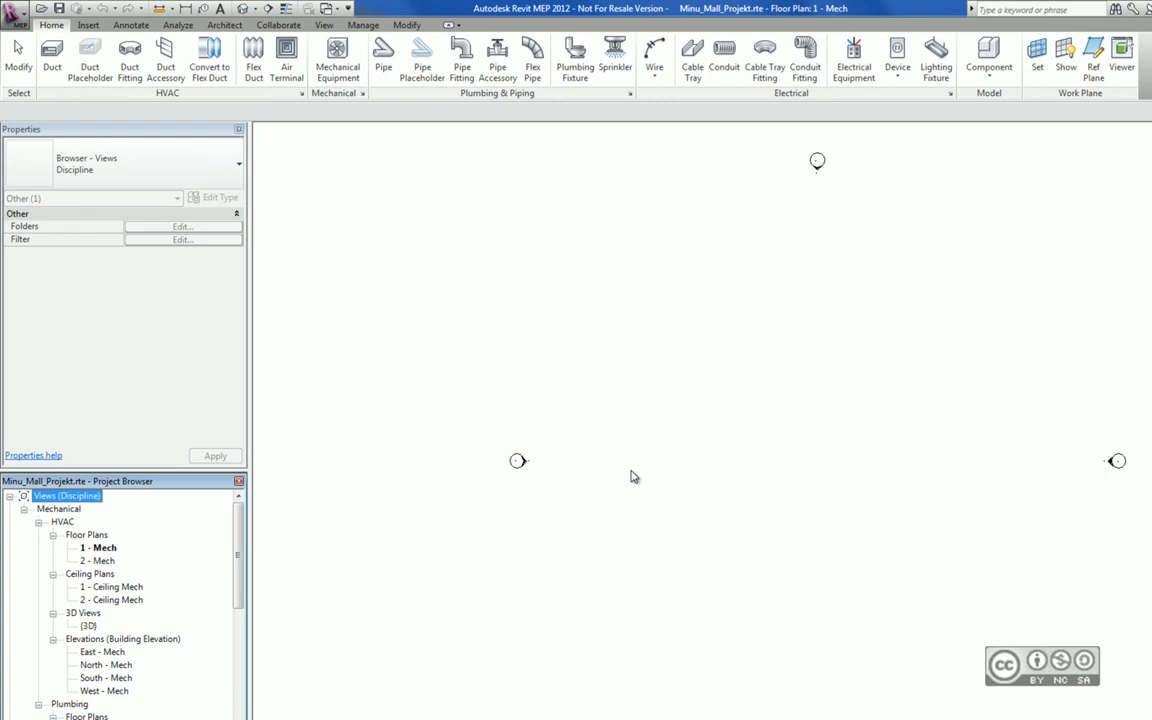 Autodesk Revit MEP 2012 - Not For Resale Version - Minu_Mall_Projekt.rte - Floor Plan: 1 - Mech
Type a keyword or phrase
MEP
Home Insert Annotate Analyze Architect Collaborate View Manage Modify
Modify
Duct
Duct Placeholder
Duct Fitting
Duct Accessory
Convert to Flex Duct
Flex Duct
Air Terminal
Mechanical Equipment
Pipe
Pipe Placeholder
Pipe Fitting
Pipe Accessory
Flex Pipe
Plumbing Fixture
Sprinkler
Wire
Cable Tray
Conduit
Cable Tray Fitting
Conduit Fitting
Electrical Equipment
Device
Lighting Fixture
Component
Set
Show
Ref Plane
Viewer
Select HVAC Mechanical Plumbing & Piping Electrical Model Work Plane
Properties
Browser - Views
Discipline
Other (1) Edit Type
Other
Folders Edit...
Filter Edit...
Properties help Apply
Minu_Mall_Projekt.rte - Project Browser
Views (Discipline)
Mechanical
HVAC
Floor Plans
1 - Mech
2 - Mech
Ceiling Plans
1 - Ceiling Mech
2 - Ceiling Mech
3D Views
{3D}
Elevations (Building Elevation)
East - Mech
North - Mech
South - Mech
West - Mech
Plumbing
Floor Plans
cc
BY NC SA